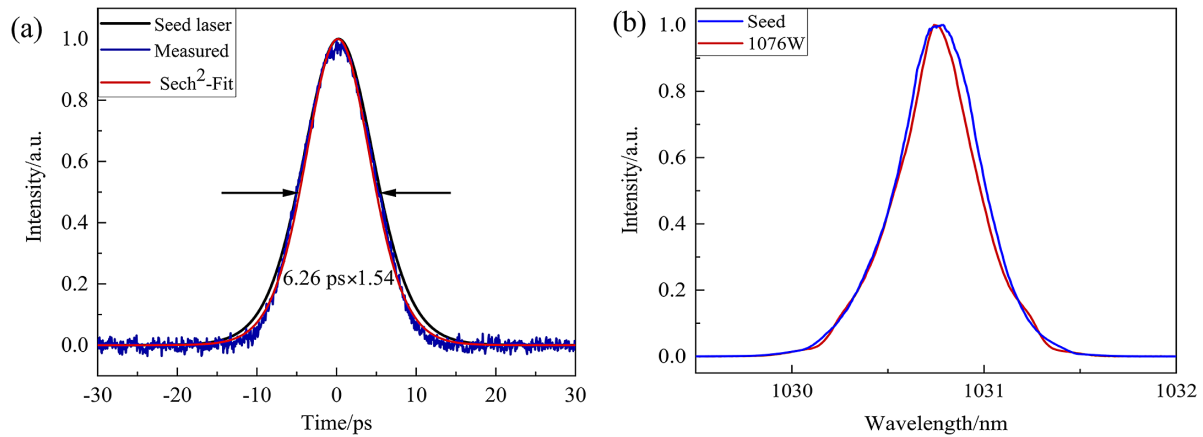 (a)
Seed laser
Measured
Sech²-Fit
1.0
0.8
0.6
0.4
0.2
0.0
Intensity/a.u.
6.26 ps×1.54
-30
-20
-10
0
10
20
30
Time/ps
(b)
Seed
1076W
1.0
0.8
0.6
0.4
0.2
0.0
Intensity/a.u.
1030
1031
1032
Wavelength/nm